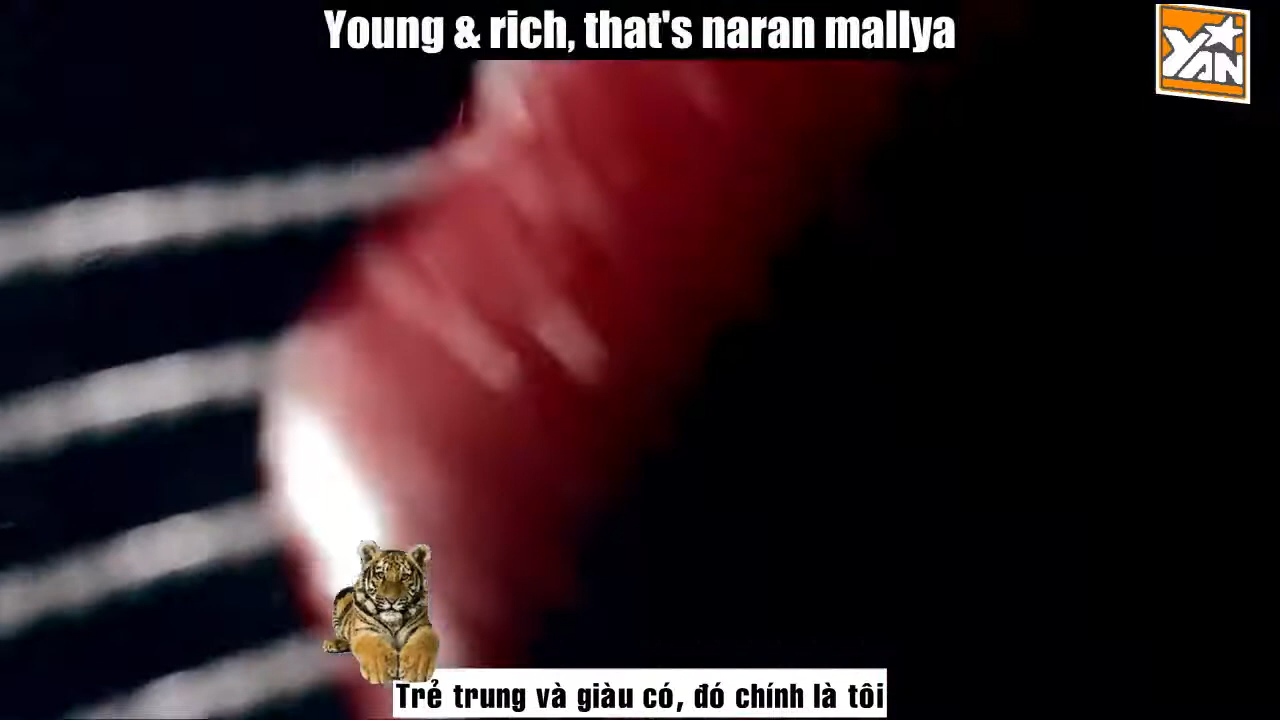 Young & rich, that's naran mallya
YAN
Trẻ trung và giàu có, đó chính là tôi